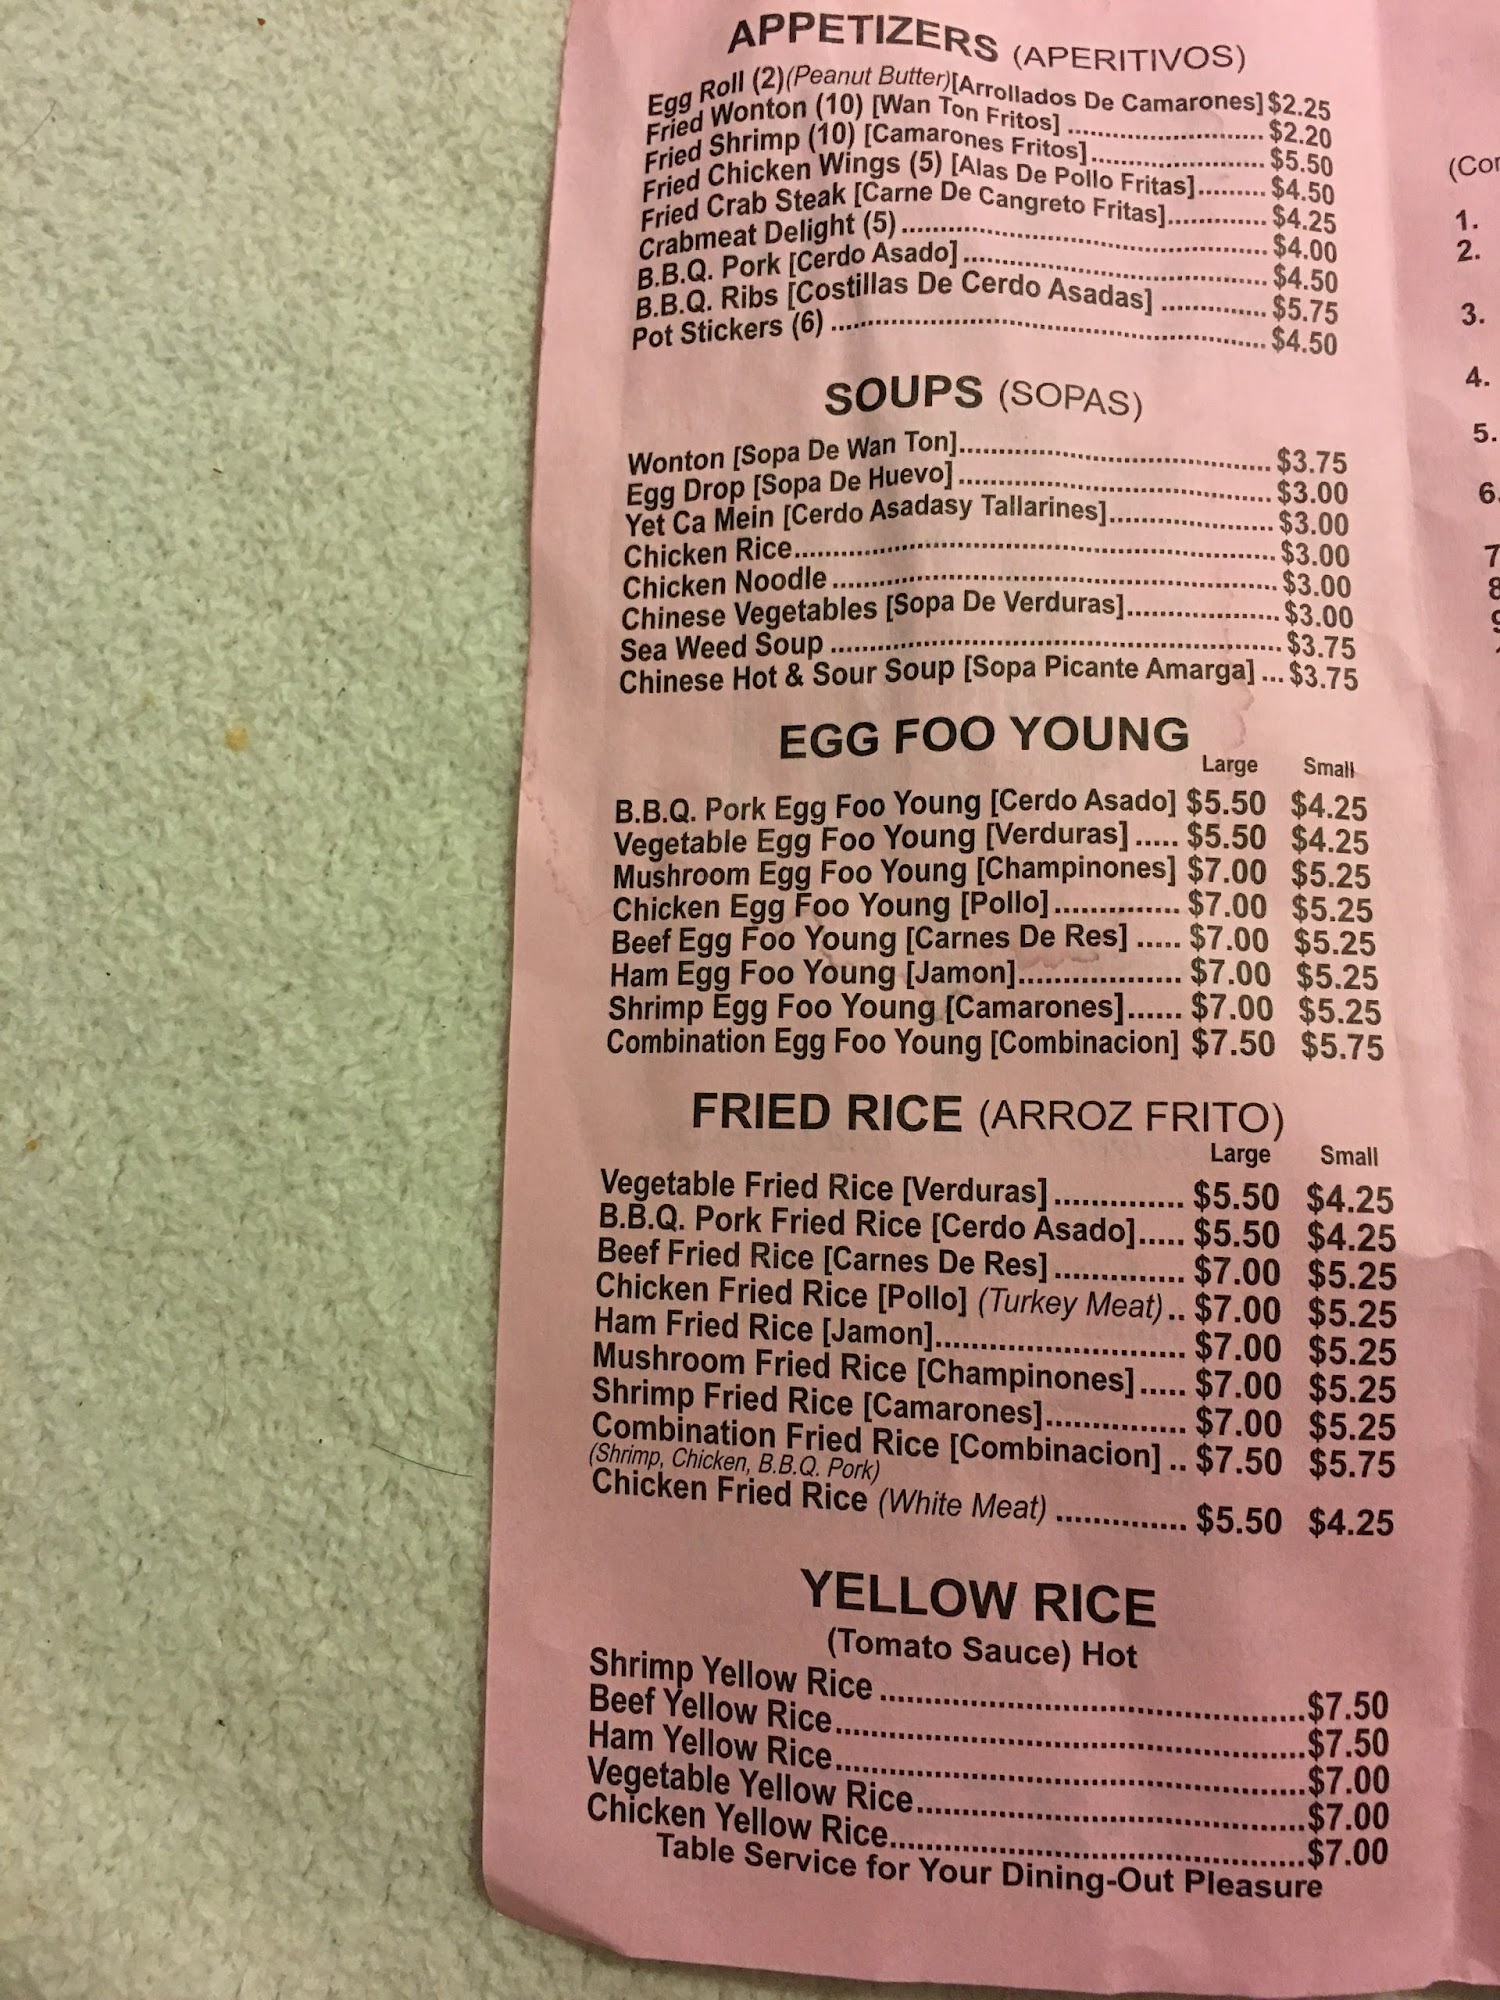 APPETIZERS (APERITIVOS)
Egg Roll (2)(Peanut Butter)[Arrollados De Camarones] $2.25
Fried Wonton (10) [Wan Ton Fritos] .......................... $2.20
Fried Shrimp (10) [Camarones Fritos]....................... $5.50
Fried Chicken Wings (5) [Alas De Pollo Fritas]......... $4.50
Fried Crab Steak [Carne De Cangreto Fritas]............. $4.25
Crabmeat Delight (5) ................................................ $4.00
B.B.Q. Pork [Cerdo Asado] ........................................ $4.50
B.B.Q. Ribs [Costillas De Cerdo Asadas] .............. $5.75
Pot Stickers (6) ......................................................... $4.50
SOUPS (SOPAS)
Wonton [Sopa De Wan Ton]......................................... $3.75
Egg Drop [Sopa De Huevo] ......................................... $3.00
Yet Ca Mein [Cerdo Asadasy Tallarines]..................... $3.00
Chicken Rice............................................................... $3.00
Chicken Noodle .......................................................... $3.00
Chinese Vegetables [Sopa De Verduras].................... $3.00
Sea Weed Soup ........................................................... $3.75
Chinese Hot & Sour Soup [Sopa Picante Amarga] ... $3.75
EGG FOO YOUNG
Large Small
B.B.Q. Pork Egg Foo Young [Cerdo Asado] $5.50 $4.25
Vegetable Egg Foo Young [Verduras] ..... $5.50 $4.25
Mushroom Egg Foo Young [Champinones] $7.00 $5.25
Chicken Egg Foo Young [Pollo].............. $7.00 $5.25
Beef Egg Foo Young [Carnes De Res] ..... $7.00 $5.25
Ham Egg Foo Young [Jamon].................. $7.00 $5.25
Shrimp Egg Foo Young [Camarones]...... $7.00 $5.25
Combination Egg Foo Young [Combinacion] $7.50 $5.75
FRIED RICE (ARROZ FRITO)
Large Small
Vegetable Fried Rice [Verduras] .............. $5.50 $4.25
B.B.Q. Pork Fried Rice [Cerdo Asado]..... $5.50 $4.25
Beef Fried Rice [Carnes De Res] .............. $7.00 $5.25
Chicken Fried Rice [Pollo] (Turkey Meat).. $7.00 $5.25
Ham Fried Rice [Jamon]........................... $7.00 $5.25
Mushroom Fried Rice [Champinones]..... $7.00 $5.25
Shrimp Fried Rice [Camarones]............... $7.00 $5.25
Combination Fried Rice [Combinacion] .. $7.50 $5.75
(Shrimp, Chicken, B.B.Q. Pork)
Chicken Fried Rice (White Meat) .............. $5.50 $4.25
YELLOW RICE
(Tomato Sauce) Hot
Shrimp Yellow Rice ..............................................$7.50
Beef Yellow Rice...................................................$7.50
Ham Yellow Rice...................................................$7.00
Vegetable Yellow Rice..........................................$7.00
Chicken Yellow Rice.............................................$7.00
Table Service for Your Dining-Out Pleasure
1.
2.
3.
4.
5.
6.